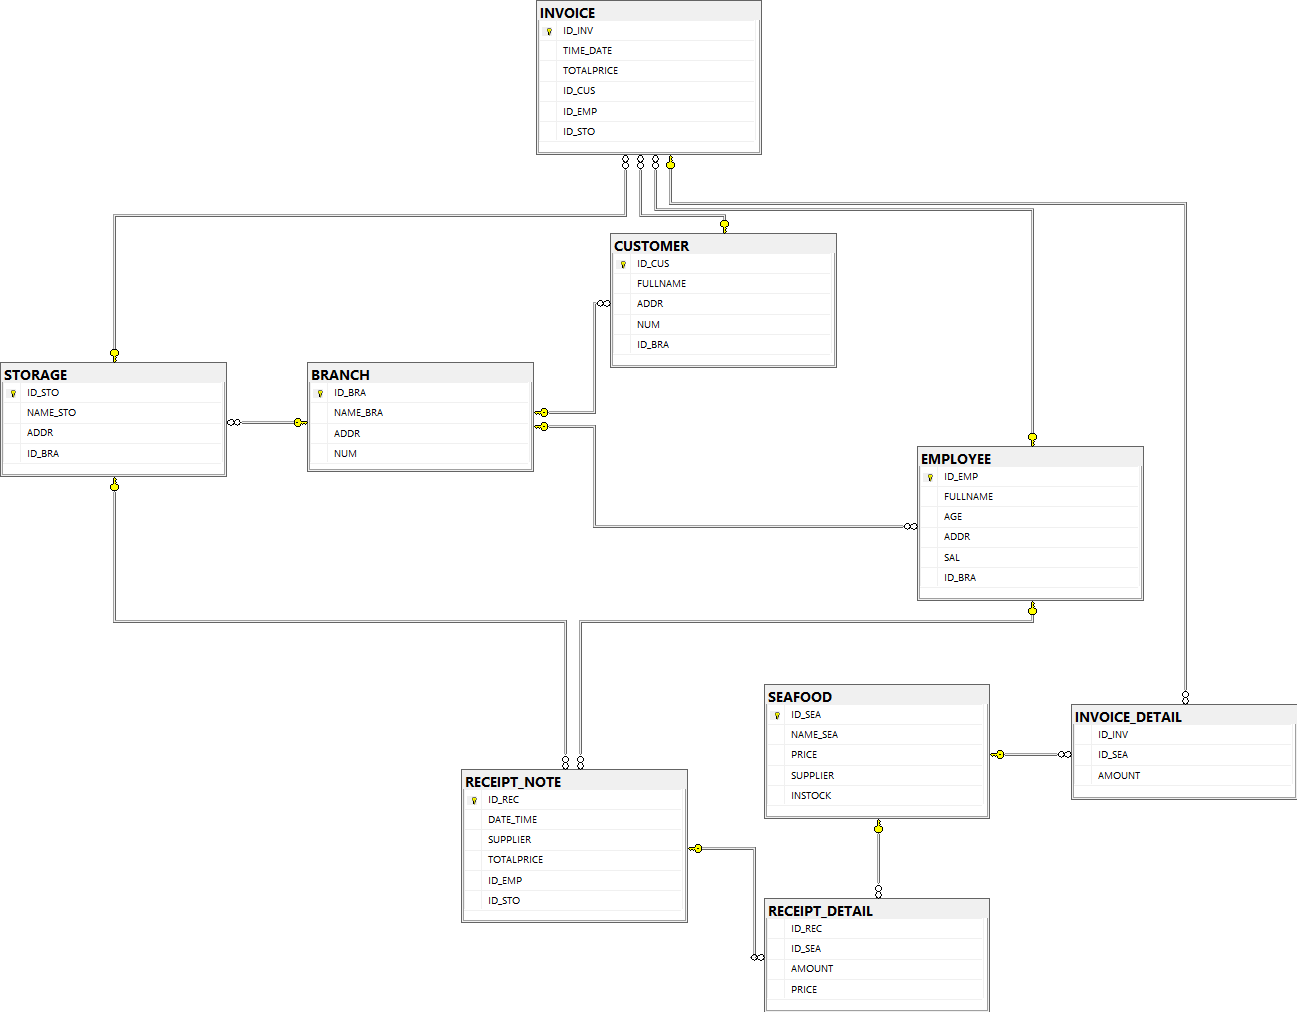 INVOICE
ID_INV
TIME_DATE
TOTALPRICE
ID_CUS
ID_EMP
ID_STO
CUSTOMER
ID_CUS
FULLNAME
ADDR
NUM
ID_BRA
STORAGE
ID_STO
NAME_STO
ADDR
ID_BRA
BRANCH
ID_BRA
NAME_BRA
ADDR
NUM
EMPLOYEE
ID_EMP
FULLNAME
AGE
ADDR
SAL
ID_BRA
SEAFOOD
ID_SEA
NAME_SEA
PRICE
SUPPLIER
INSTOCK
INVOICE_DETAIL
ID_INV
ID_SEA
AMOUNT
RECEIPT_NOTE
ID_REC
DATE_TIME
SUPPLIER
TOTALPRICE
ID_EMP
ID_STO
RECEIPT_DETAIL
ID_REC
ID_SEA
AMOUNT
PRICE